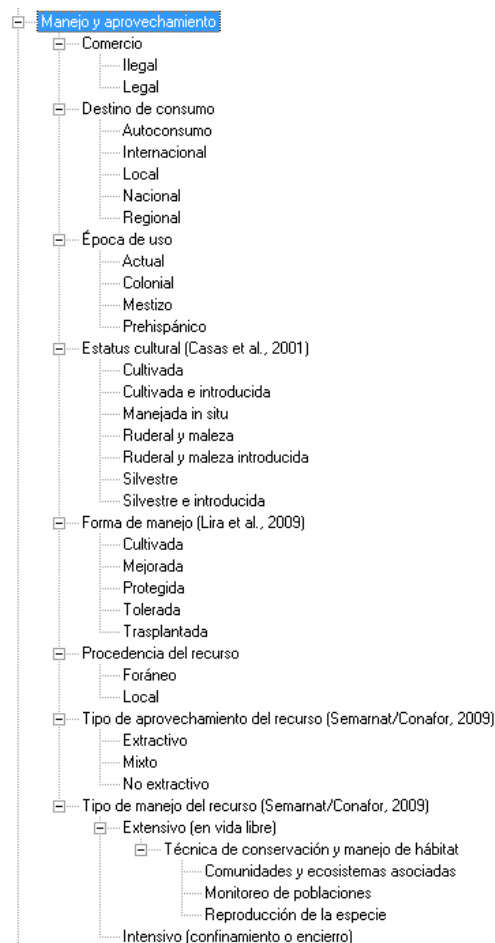 Manejo y aprovechamiento
Comercio
Ilegal
Legal
Destino de consumo
Autoconsumo
Internacional
Local
Nacional
Regional
Época de uso
Actual
Colonial
Mestizo
Prehispánico
Estatus cultural (Casas et al., 2001)
Cultivada
Cultivada e introducida
Manejada in situ
Ruderal y maleza
Ruderal y maleza introducida
Silvestre
Silvestre e introducida
Forma de manejo (Lira et al., 2009)
Cultivada
Mejorada
Protegida
Tolerada
Trasplantada
Procedencia del recurso
Foráneo
Local
Tipo de aprovechamiento del recurso (Semarnat/Conafor, 2009)
Extractivo
Mixto
No extractivo
Tipo de manejo del recurso (Semarnat/Conafor, 2009)
Extensivo (en vida libre)
Técnica de conservación y manejo de hábitat
Comunidades y ecosistemas asociadas
Monitoreo de poblaciones
Reproducción de la especie
Intensivo (confinamiento o encierro)